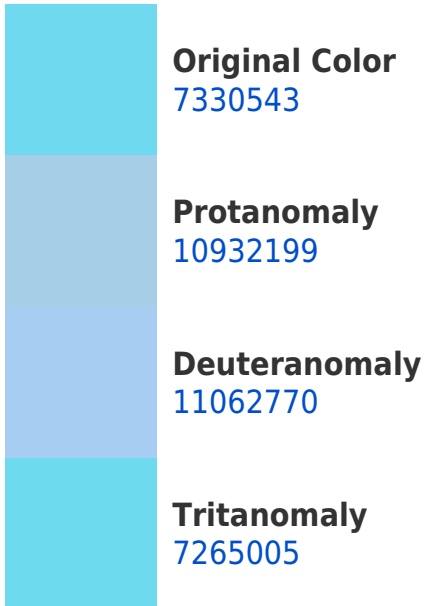 Original Color
7330543
Protanomaly
10932199
Deuteranomaly
11062770
Tritanomaly
7265005